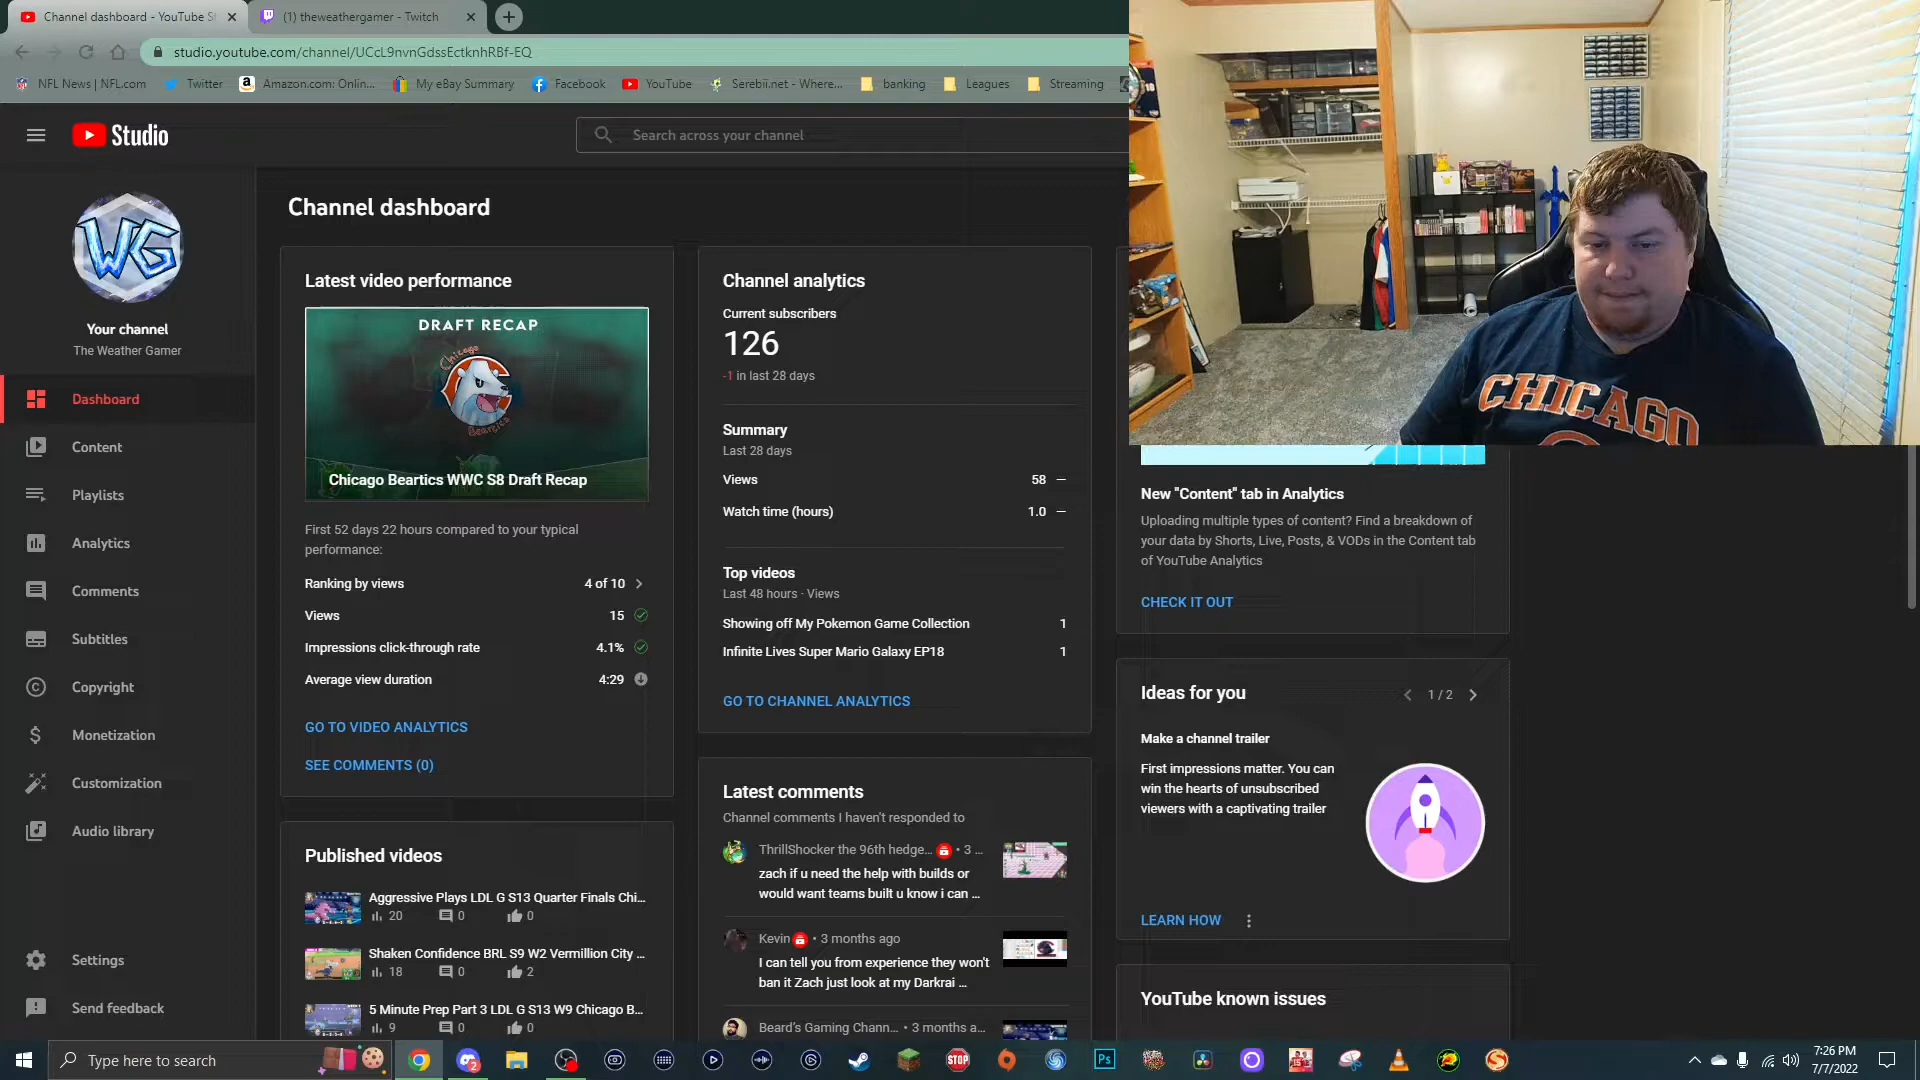 Channel dashboard - YouTube St
(1) theweathergamer - Twitch
studio.youtube.com/channel/UCcL9nvnGdssEctknhRBf-EQ
NFL News | NFL.com
Twitter
Amazon.com: Onlin...
My eBay Summary
Facebook
YouTube
Serebii.net - Where...
banking
Leagues
Streaming
Studio
Search across your channel
WG
Your channel
The Weather Gamer
Dashboard
Content
Playlists
Analytics
Comments
Subtitles
Copyright
Monetization
Customization
Audio library
Settings
Send feedback
Channel dashboard
Latest video performance
DRAFT RECAP
Chicago
Beartics
Chicago Beartics WWC S8 Draft Recap
First 52 days 22 hours compared to your typical
performance:
Ranking by views 4 of 10
Views 15
Impressions click-through rate 4.1%
Average view duration 4:29
GO TO VIDEO ANALYTICS
SEE COMMENTS (0)
Published videos
Aggressive Plays LDL G S13 Quarter Finals Chi...
20 0 0
Shaken Confidence BRL S9 W2 Vermillion City ...
18 0 2
5 Minute Prep Part 3 LDL G S13 W9 Chicago B...
9 0 0
Channel analytics
Current subscribers
126
-1 in last 28 days
Summary
Last 28 days
Views 58 —
Watch time (hours) 1.0 —
Top videos
Last 48 hours · Views
Showing off My Pokemon Game Collection 1
Infinite Lives Super Mario Galaxy EP18 1
GO TO CHANNEL ANALYTICS
Latest comments
Channel comments I haven't responded to
ThrillShocker the 96th hedge... • 3 ...
zach if u need the help with builds or
would want teams built u know i can ...
Kevin • 3 months ago
I can tell you from experience they won't
ban it Zach just look at my Darkrai ...
Beard's Gaming Chann... • 3 months a...
CHICAGO
New "Content" tab in Analytics
Uploading multiple types of content? Find a breakdown of
your data by Shorts, Live, Posts, & VODs in the Content tab
of YouTube Analytics
CHECK IT OUT
Ideas for you
1 / 2
Make a channel trailer
First impressions matter. You can
win the hearts of unsubscribed
viewers with a captivating trailer
LEARN HOW
YouTube known issues
Type here to search
2
STOP
Ps
7:26 PM
7/7/2022